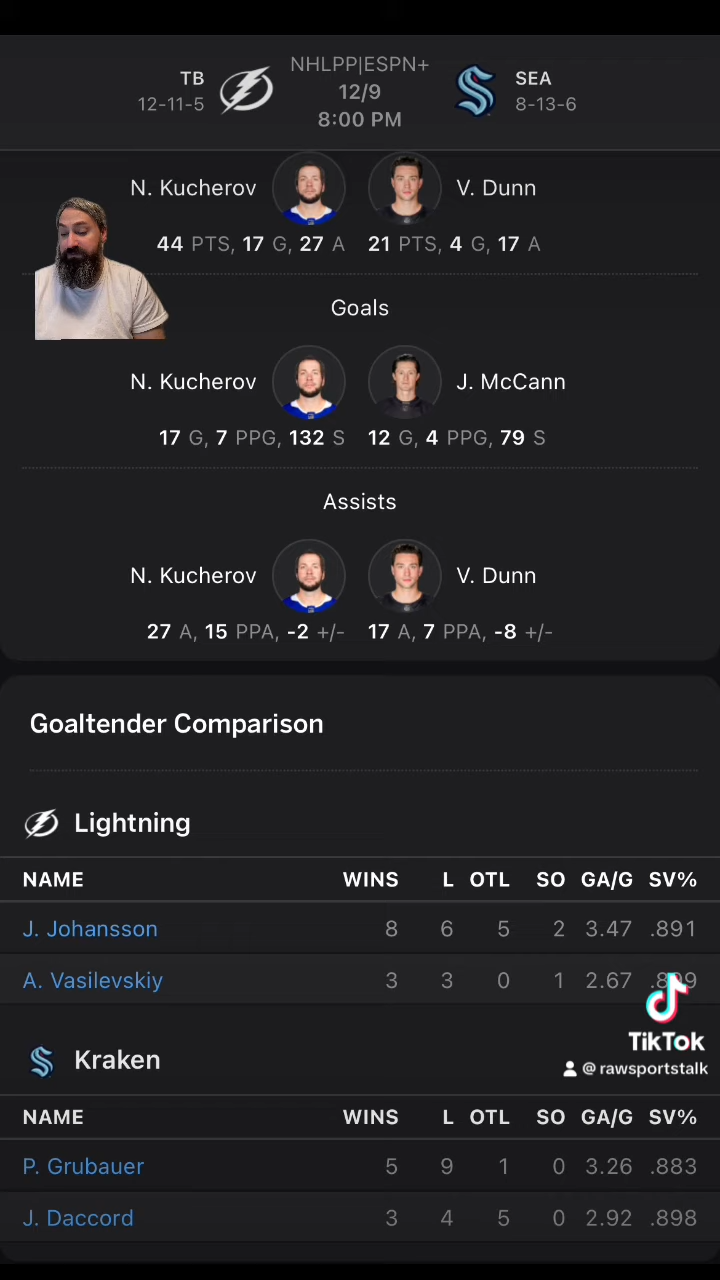 NHLPP|ESPN+
TB
12-11-5
12/9
8:00 PM
SEA
8-13-6
N. Kucherov
V. Dunn
44 PTS, 17 G, 27 A
21 PTS, 4 G, 17 A
Goals
N. Kucherov
J. McCann
17 G, 7 PPG, 132 S
12 G, 4 PPG, 79 S
Assists
N. Kucherov
V. Dunn
27 A, 15 PPA, -2 +/-
17 A, 7 PPA, -8 +/-
Goaltender Comparison
Lightning
NAME WINS L OTL SO GA/G SV%
J. Johansson 8 6 5 2 3.47 .891
A. Vasilevskiy 3 3 0 1 2.67
TikTok
@rawsportstalk
Kraken
NAME WINS L OTL SO GA/G SV%
P. Grubauer 5 9 1 0 3.26 .883
J. Daccord 3 4 5 0 2.92 .898